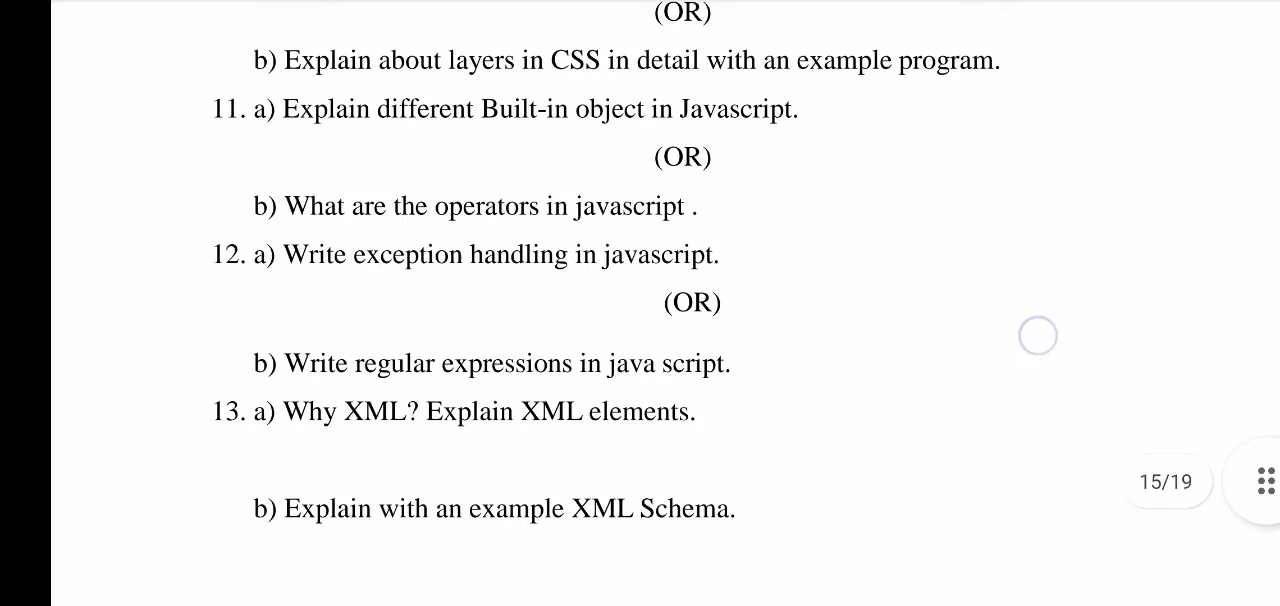 (OR)
b) Explain about layers in CSS in detail with an example program.
11. a) Explain different Built-in object in Javascript.
(OR)
b) What are the operators in javascript .
12. a) Write exception handling in javascript.
(OR)
b) Write regular expressions in java script.
13. a) Why XML? Explain XML elements.
15/19
b) Explain with an example XML Schema.